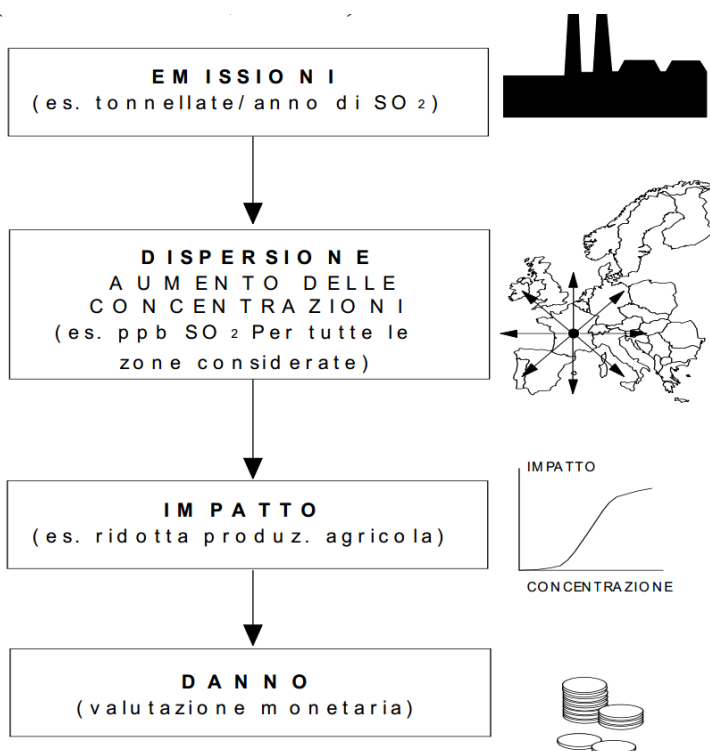 EMISSIONI
(es. tonnellate/anno di SO2)
DISPERSIONE
AUMENTO DELLE
CONCENTRAZIONI
(es. ppb SO2 Per tutte le
zone considerate)
IMPATTO
(es. ridotta produz. agricola)
IMPATTO
CONCENTRAZIONE
DANNO
(valutazione monetaria)